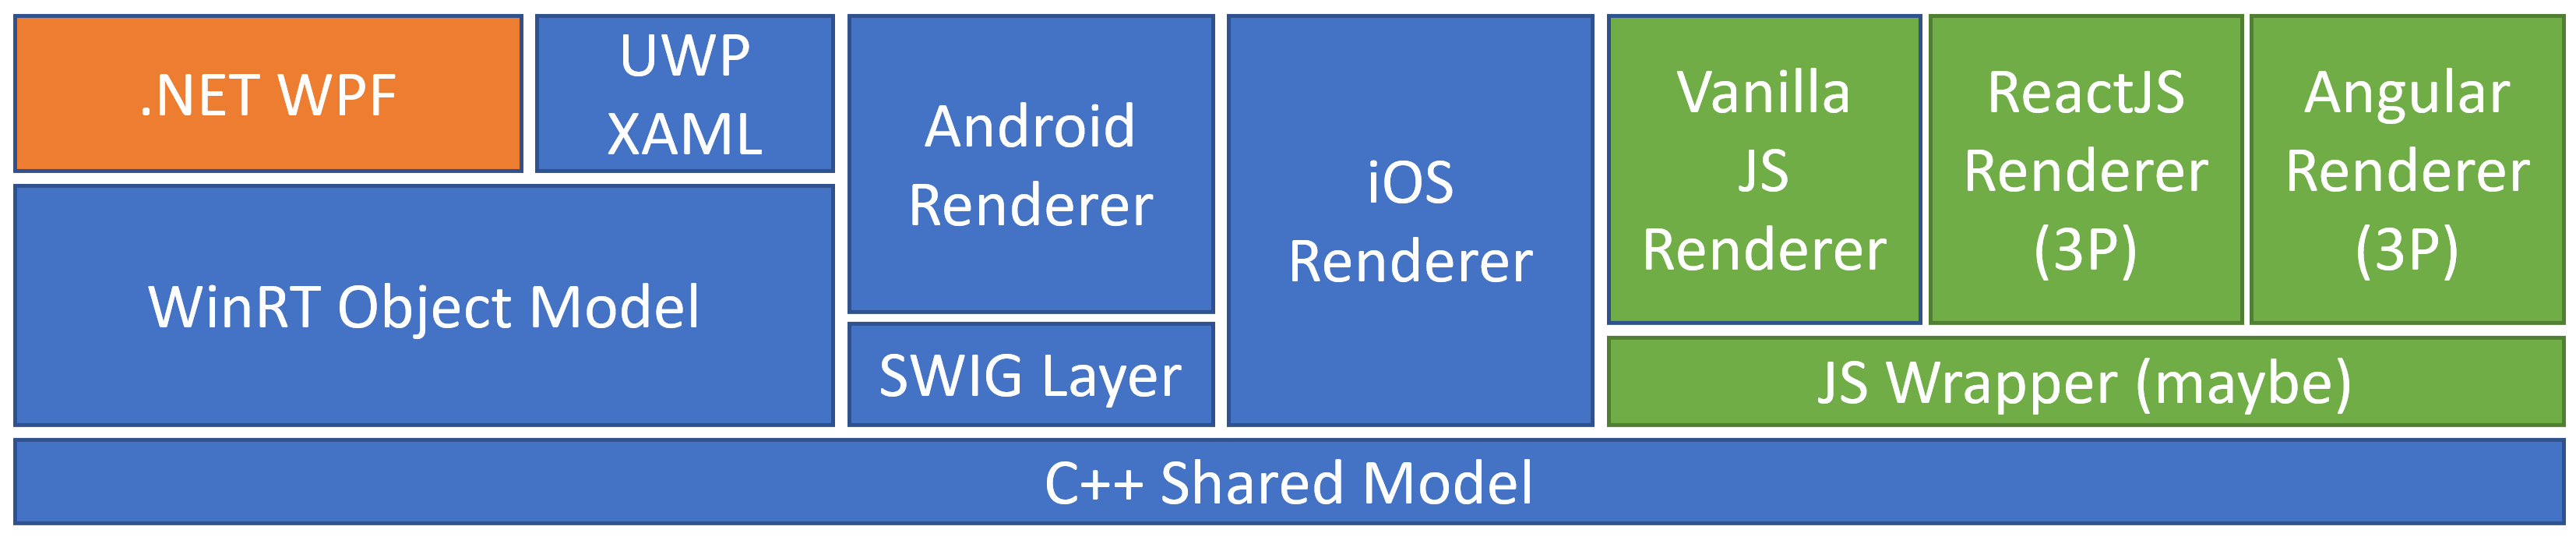 .NET WPF
UWP
XAML
WinRT Object Model
Android
Renderer
SWIG Layer
iOS
Renderer
Vanilla
JS
Renderer
ReactJS
Renderer
(3P)
Angular
Renderer
(3P)
JS Wrapper (maybe)
C++ Shared Model